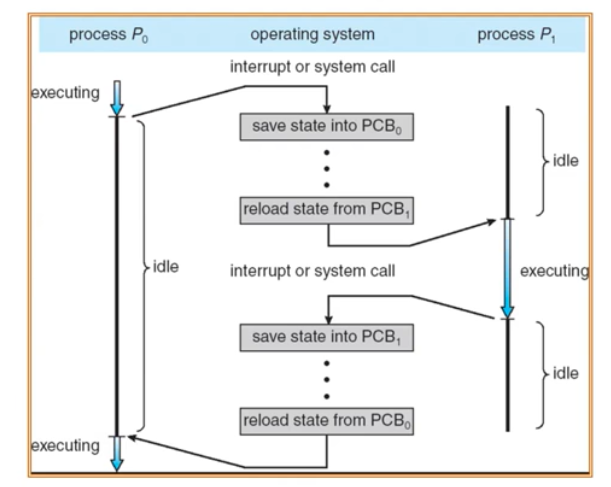 process P₀ operating system process P₁
interrupt or system call
executing
save state into PCB₀
idle
reload state from PCB₁
idle
interrupt or system call
executing
save state into PCB₁
idle
reload state from PCB₀
executing